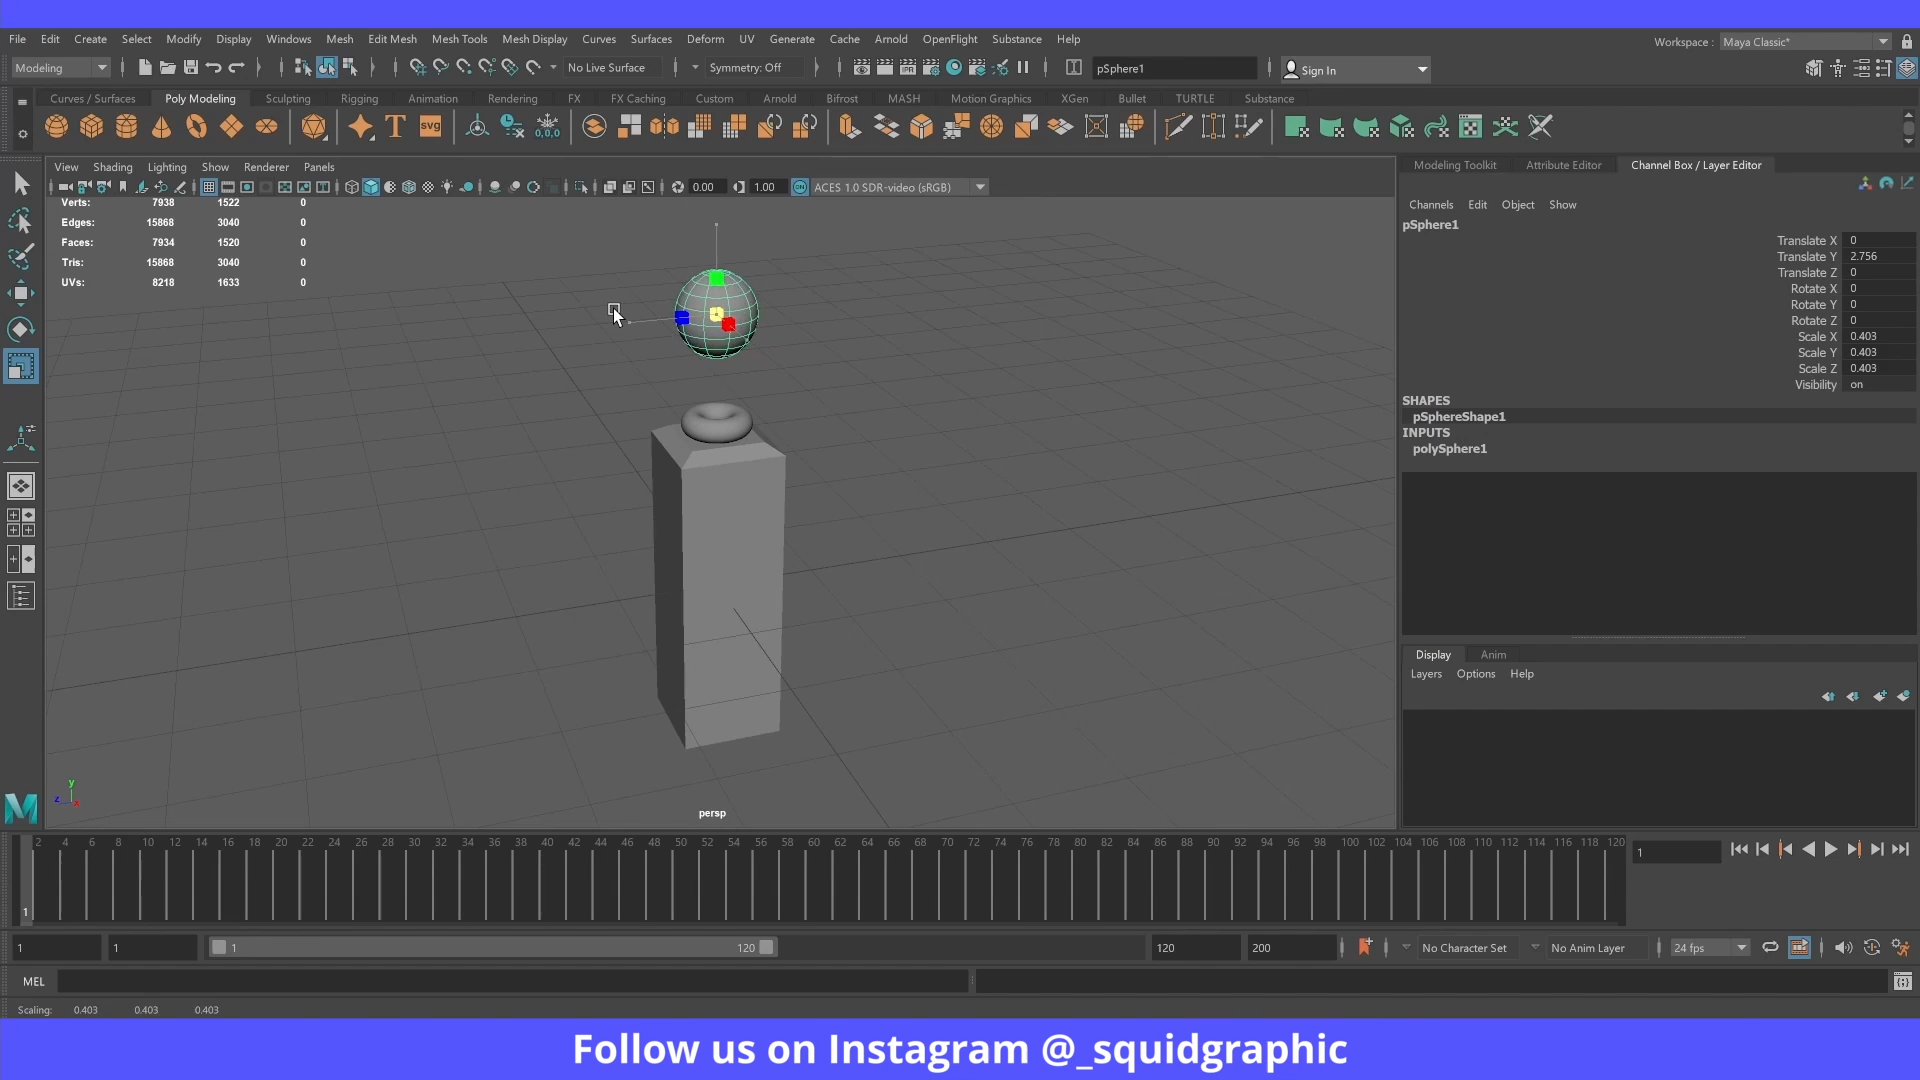 File Edit Create Select Modify Display Windows Mesh Edit Mesh Mesh Tools Mesh Display Curves Surfaces Deform UV Generate Cache Arnold OpenFlight Substance Help
Workspace : Maya Classic*
Modeling No Live Surface Symmetry: Off pSphere1 Sign In
Curves / Surfaces Poly Modeling Sculpting Rigging Animation Rendering FX FX Caching Custom Arnold Bifrost MASH Motion Graphics XGen Bullet TURTLE Substance
T svg 0,0,0
View Shading Lighting Show Renderer Panels
0.00 1.00 ON ACES 1.0 SDR-video (sRGB)
Verts: 7938 1522 0
Edges: 15868 3040 0
Faces: 7934 1520 0
Tris: 15868 3040 0
UVs: 8218 1633 0
Modeling Toolkit Attribute Editor Channel Box / Layer Editor
Channels Edit Object Show
pSphere1
Translate X 0
Translate Y 2.756
Translate Z 0
Rotate X 0
Rotate Y 0
Rotate Z 0
Scale X 0.403
Scale Y 0.403
Scale Z 0.403
Visibility on
SHAPES
pSphereShape1
INPUTS
polySphere1
Display Anim
Layers Options Help
y
z x
persp
2 4 6 8 10 12 14 16 18 20 22 24 26 28 30 32 34 36 38 40 42 44 46 48 50 52 54 56 58 60 62 64 66 68 70 72 74 76 78 80 82 84 86 88 90 92 94 96 98 100 102 104 106 108 110 112 114 116 118 120
1
1
1 1 1 120 120 200 No Character Set No Anim Layer 24 fps
MEL
Scaling: 0.403 0.403 0.403
Follow us on Instagram @_squidgraphic